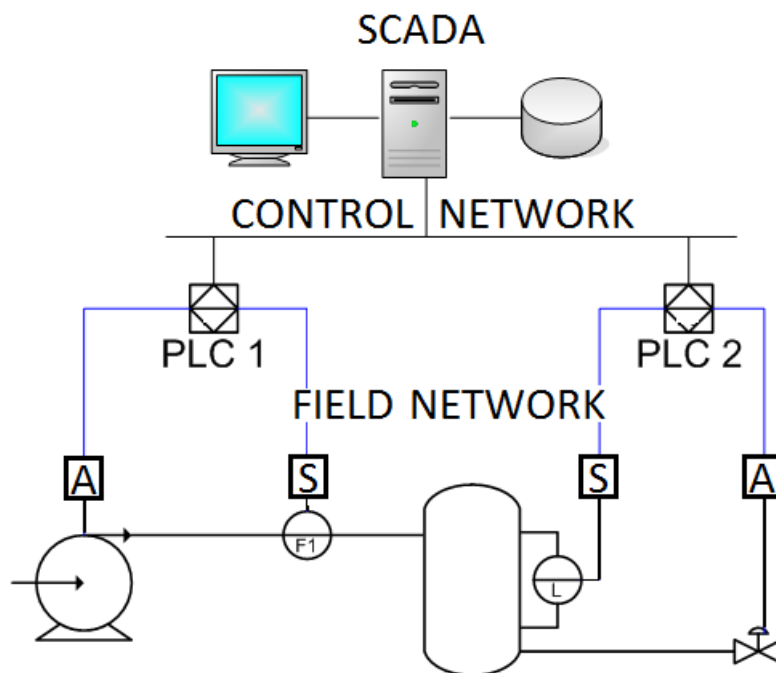 SCADA
CONTROL NETWORK
PLC 1
PLC 2
FIELD NETWORK
A
S
S
A
F1
L